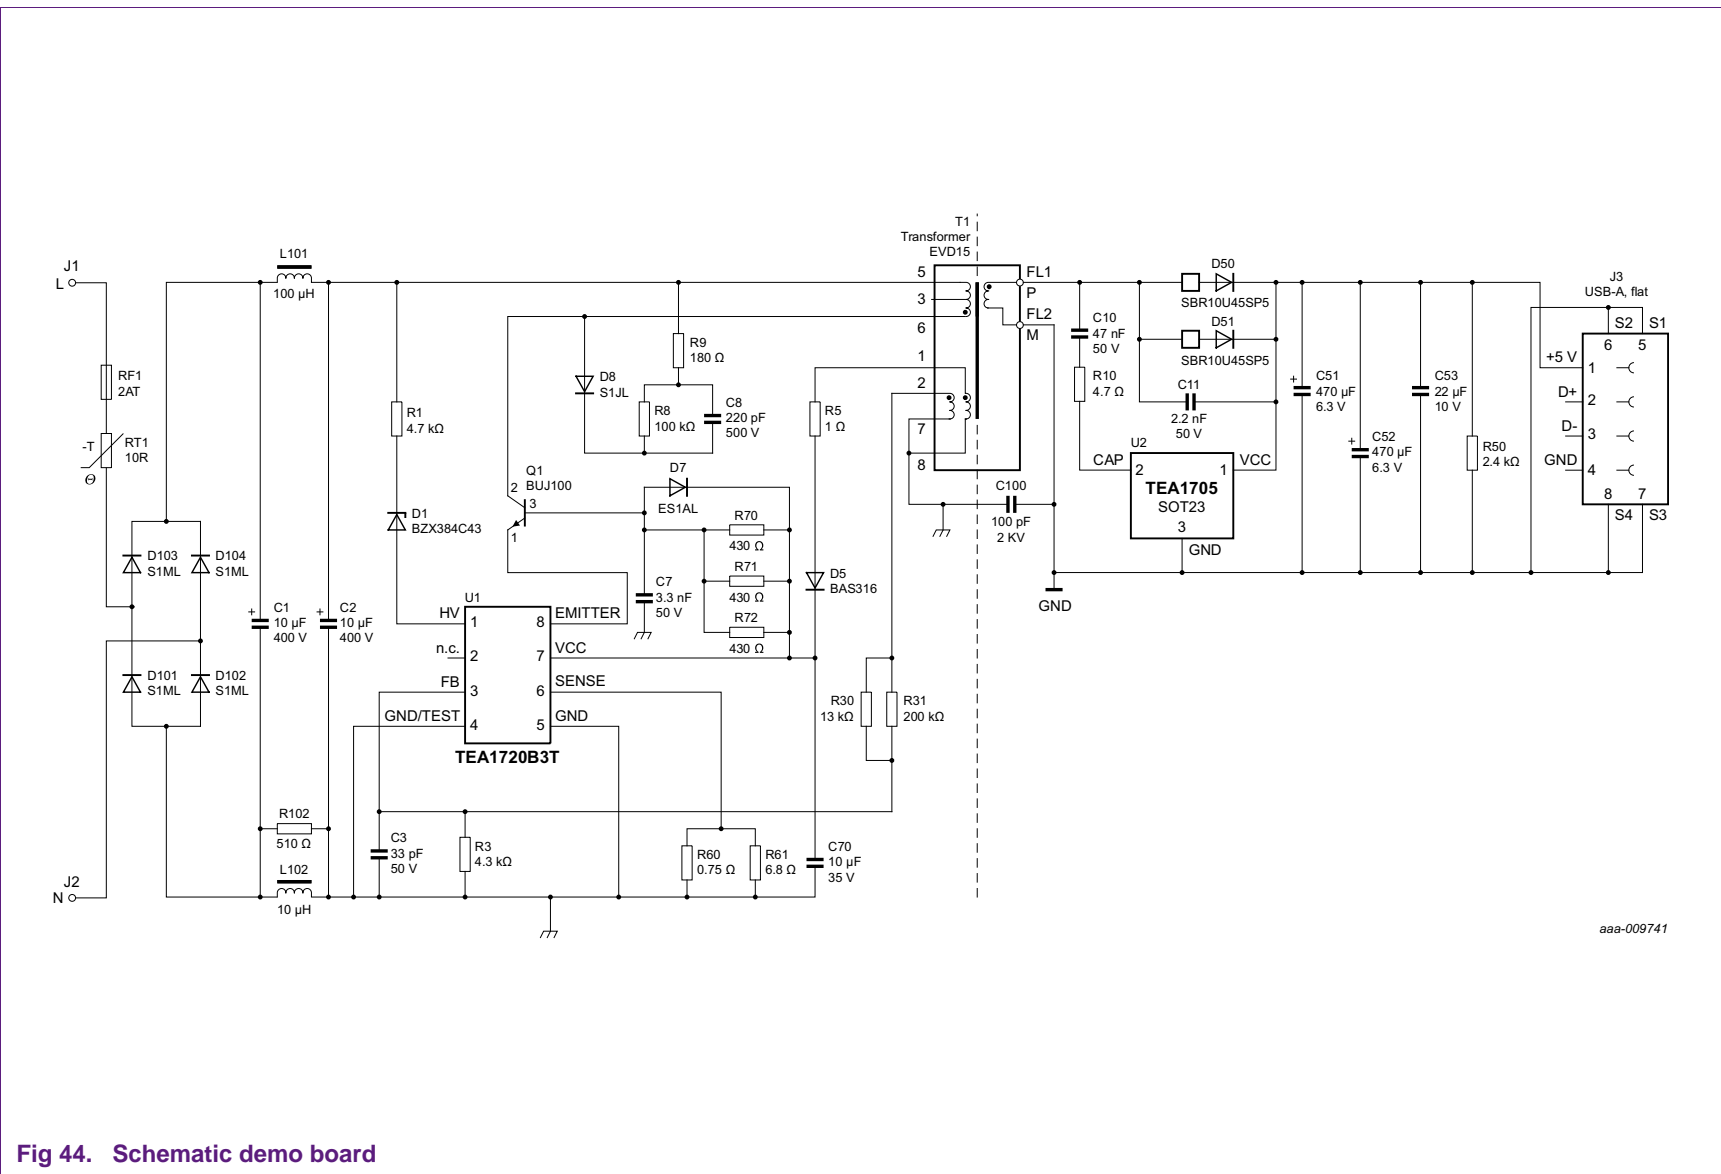 T1
Transformer
EVD15
J1
L
L101
100 µH
RF1
2AT
-T
RT1
10R
Θ
D103
S1ML
D104
S1ML
D101
S1ML
D102
S1ML
J2
N
+
C1
10 µF
400 V
+
C2
10 µF
400 V
R102
510 Ω
L102
10 µH
R1
4.7 kΩ
D1
BZX384C43
D8
S1JL
R9
180 Ω
R8
100 kΩ
C8
220 pF
500 V
Q1
BUJ100
2
3
1
D7
ES1AL
R70
430 Ω
R71
430 Ω
R72
430 Ω
C7
3.3 nF
50 V
R5
1 Ω
D5
BAS316
U1
HV
1
n.c.
2
FB
3
GND/TEST
4
8
EMITTER
7
VCC
6
SENSE
5
GND
TEA1720B3T
C3
33 pF
50 V
R3
4.3 kΩ
R60
0.75 Ω
R61
6.8 Ω
C70
10 µF
35 V
R30
13 kΩ
R31
200 kΩ
5
3
6
1
2
7
8
FL1
P
FL2
M
C100
100 pF
2 KV
GND
C10
47 nF
50 V
R10
4.7 Ω
D50
SBR10U45SP5
D51
SBR10U45SP5
C11
2.2 nF
50 V
U2
CAP
2
1
VCC
TEA1705
SOT23
3
GND
+
C51
470 µF
6.3 V
+
C52
470 µF
6.3 V
C53
22 µF
10 V
R50
2.4 kΩ
J3
USB-A, flat
S2
S1
6
5
+5 V
1
D+
2
D-
3
GND
4
8
7
S4
S3
aaa-009741
Fig 44. Schematic demo board